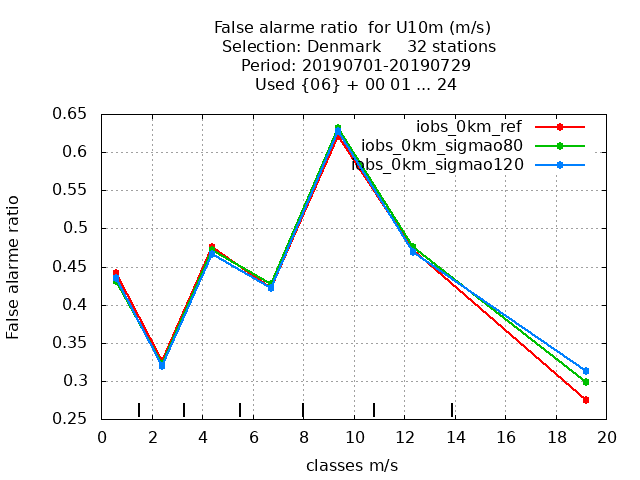 False alarme ratio  for U10m (m/s)
Selection: Denmark     32 stations
Period: 20190701-20190729
Used {06} + 00 01 ... 24
0.65
0.6
0.55
0.5
0.45
0.4
0.35
0.3
0.25
False alarme ratio
iobs_0km_ref
iobs_0km_sigmao80
iobs_0km_sigmao120
0 2 4 6 8 10 12 14 16 18 20
classes m/s